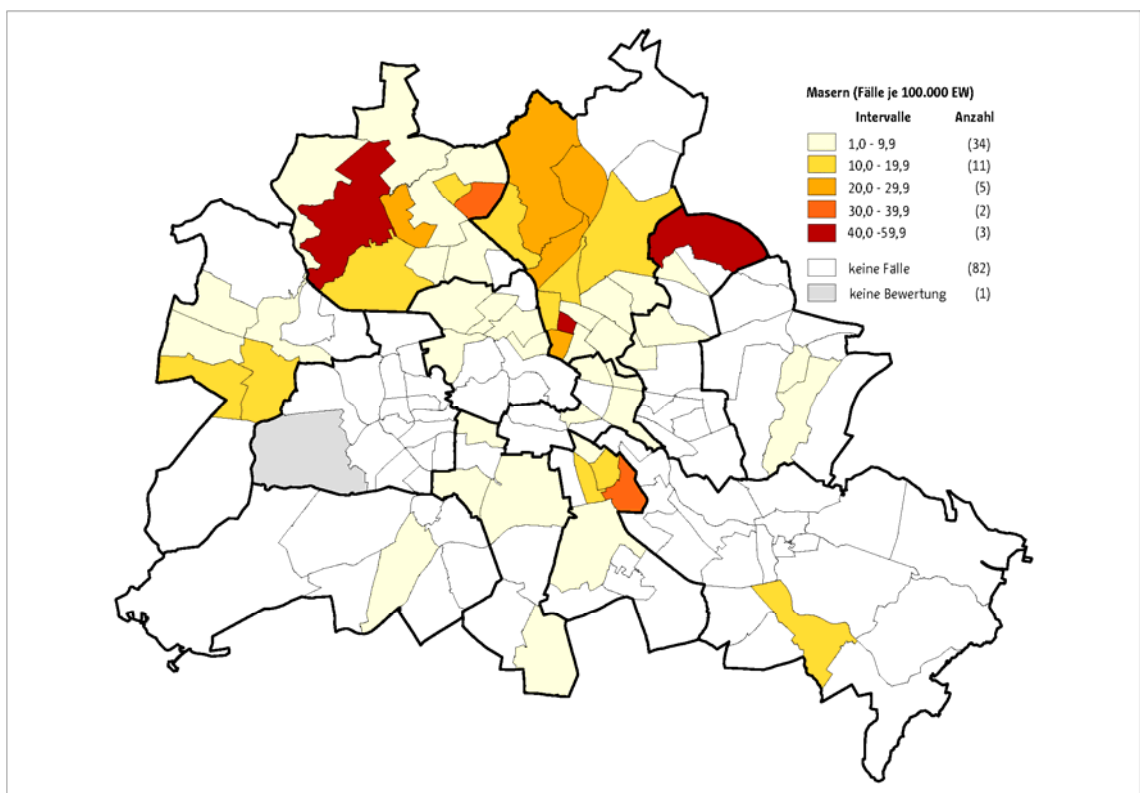 Masern (Fälle je 100.000 EW)
Intervalle Anzahl
1,0 - 9,9 (34)
10,0 - 19,9 (11)
20,0 - 29,9 (5)
30,0 - 39,9 (2)
40,0 -59,9 (3)
keine Fälle (82)
keine Bewertung (1)